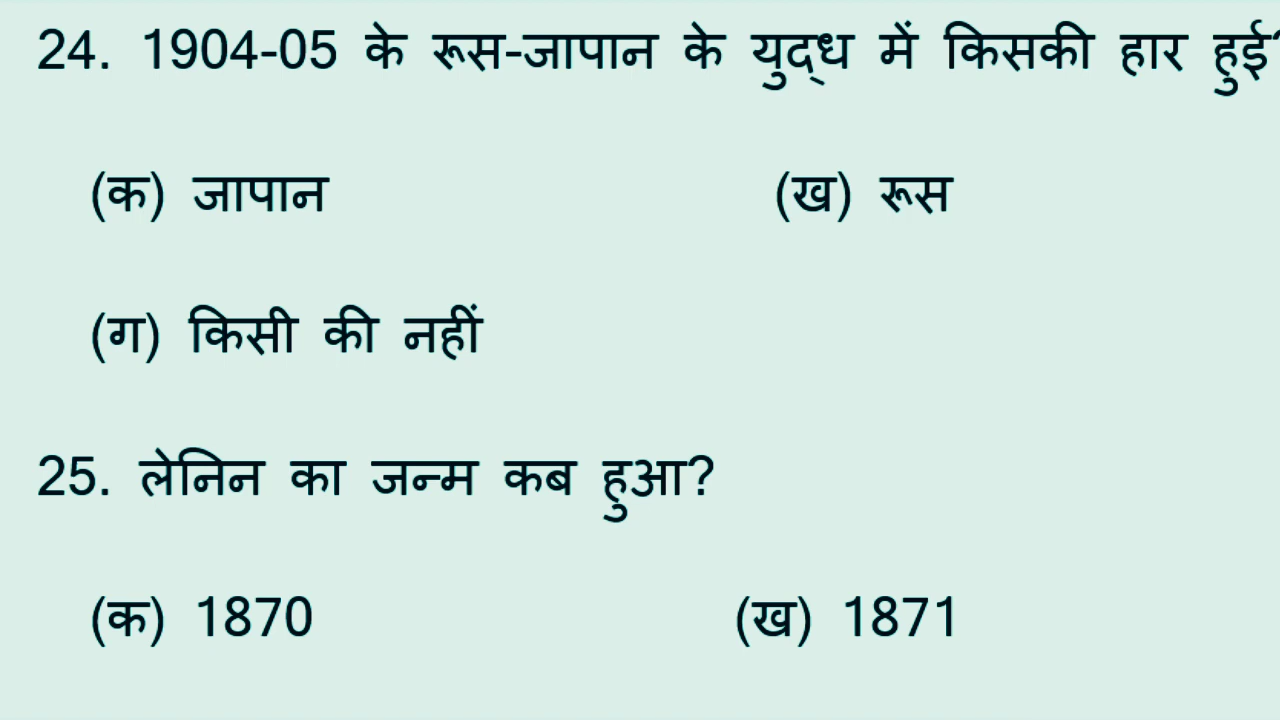 24. 1904-05 के रूस-जापान के युद्ध में किसकी हार हुई?
(क) जापान (ख) रूस
(ग) किसी की नहीं
25. लेनिन का जन्म कब हुआ?
(क) 1870 (ख) 1871